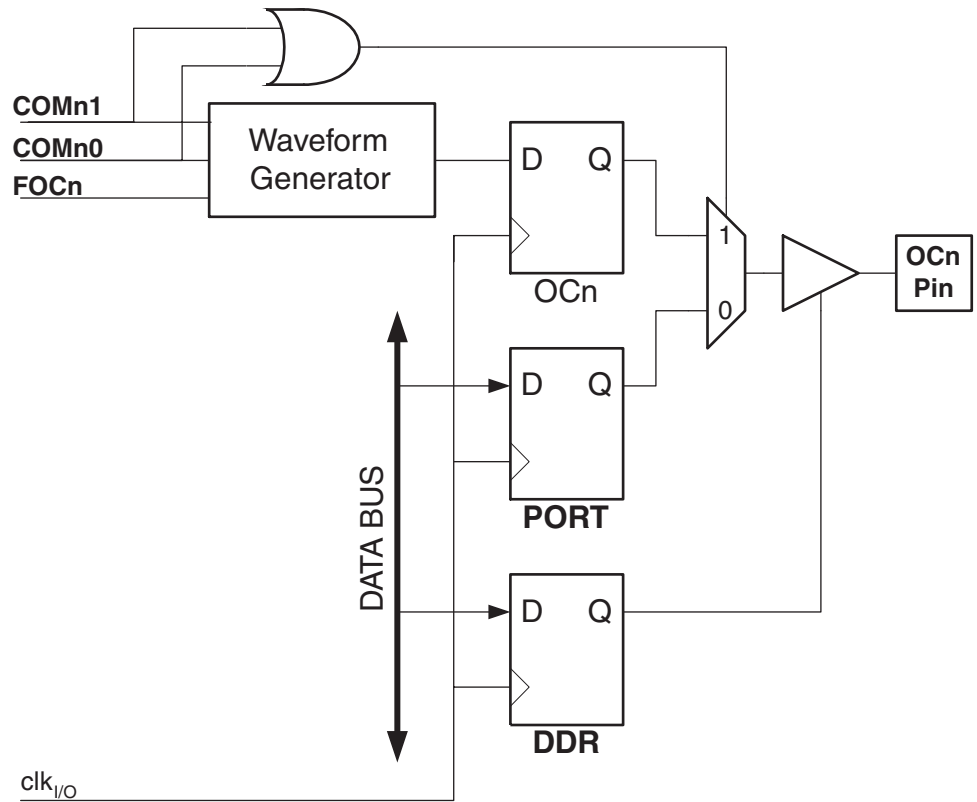 COMn1
COMn0
FOCn
Waveform
Generator
D Q
OCn
1
0
OCn
Pin
D Q
PORT
DATA BUS
D Q
DDR
clkI/O